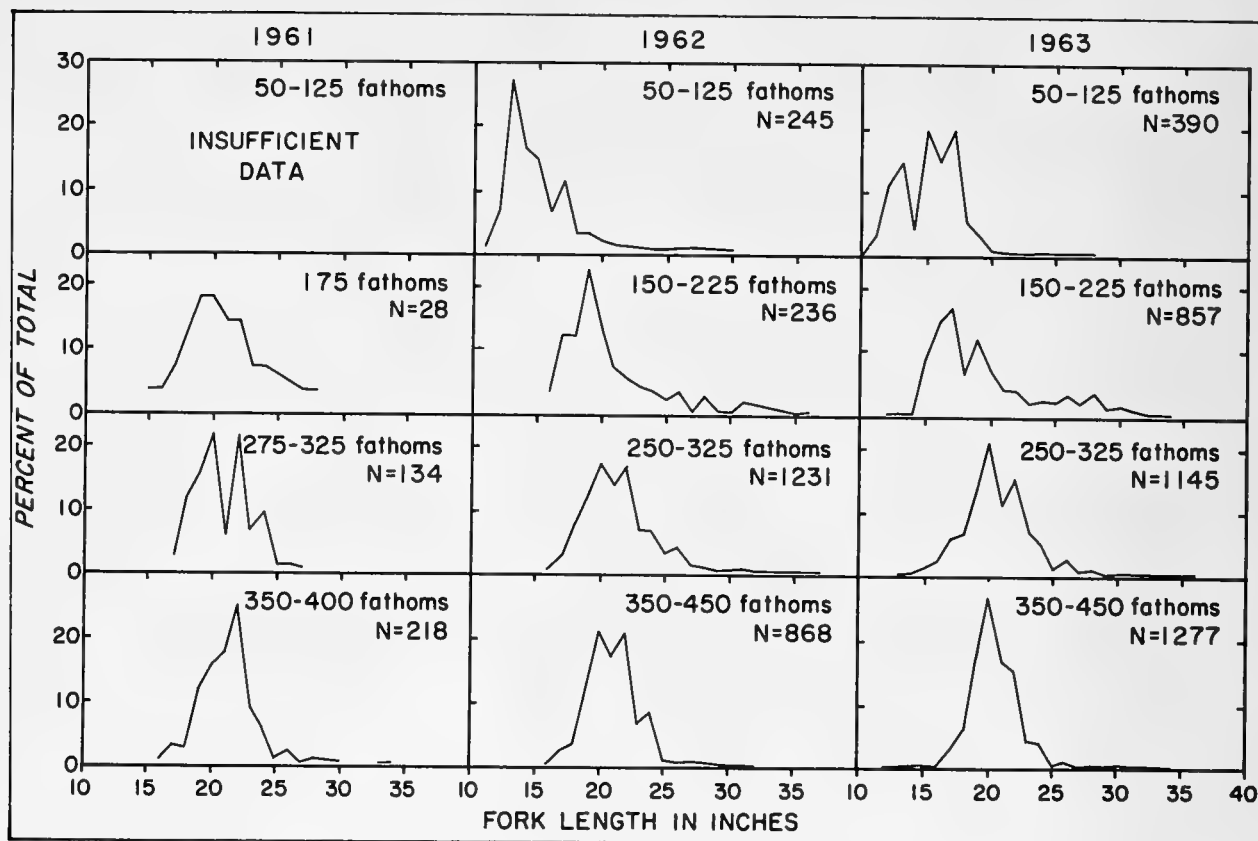 1961
1962
1963
PERCENT OF TOTAL
30
20
10
0
50-125 fathoms
INSUFFICIENT
DATA
50-125 fathoms
N=245
50-125 fathoms
N=390
20
10
0
175 fathoms
N=28
150-225 fathoms
N=236
150-225 fathoms
N=857
20
10
0
275-325 fathoms
N=134
250-325 fathoms
N=1231
250-325 fathoms
N=1145
20
10
0
350-400 fathoms
N=218
350-450 fathoms
N=868
350-450 fathoms
N=1277
10 15 20 25 30 35 10 15 20 25 30 35 10 15 20 25 30 35 40
FORK LENGTH IN INCHES